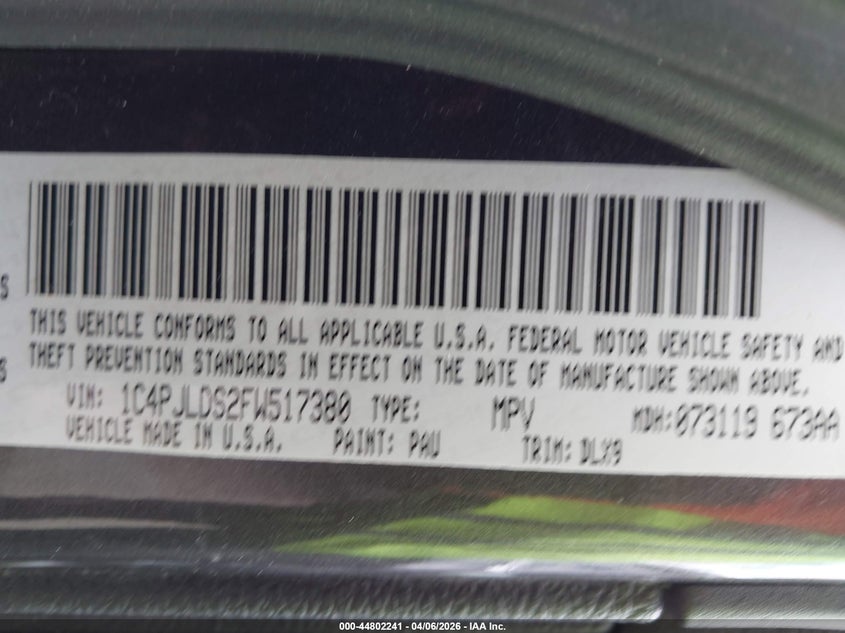 S
THIS VEHICLE CONFORMS TO ALL APPLICABLE U.S.A. FEDERAL MOTOR VEHICLE SAFETY AND
S
THEFT PREVENTION STANDARDS IN EFFECT ON THE DATE OF MANUFACTURE SHOWN ABOVE.
VIN: 1C4PJLDS2FW517380 TYPE: MPV MDH:073119 673AA
VEHICLE MADE IN U.S.A. PAINT: PAU TRIM: DLX9
000-44802241 - 04/06/2026 - IAA Inc.